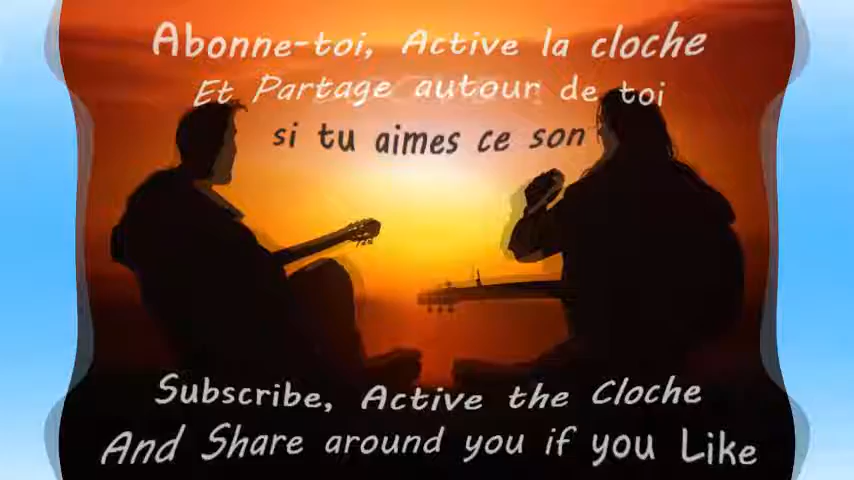 Abonne-toi, Active la cloche
Et Partage autour de toi
si tu aimes ce son
Subscribe, Active the Cloche
And Share around you if you Like